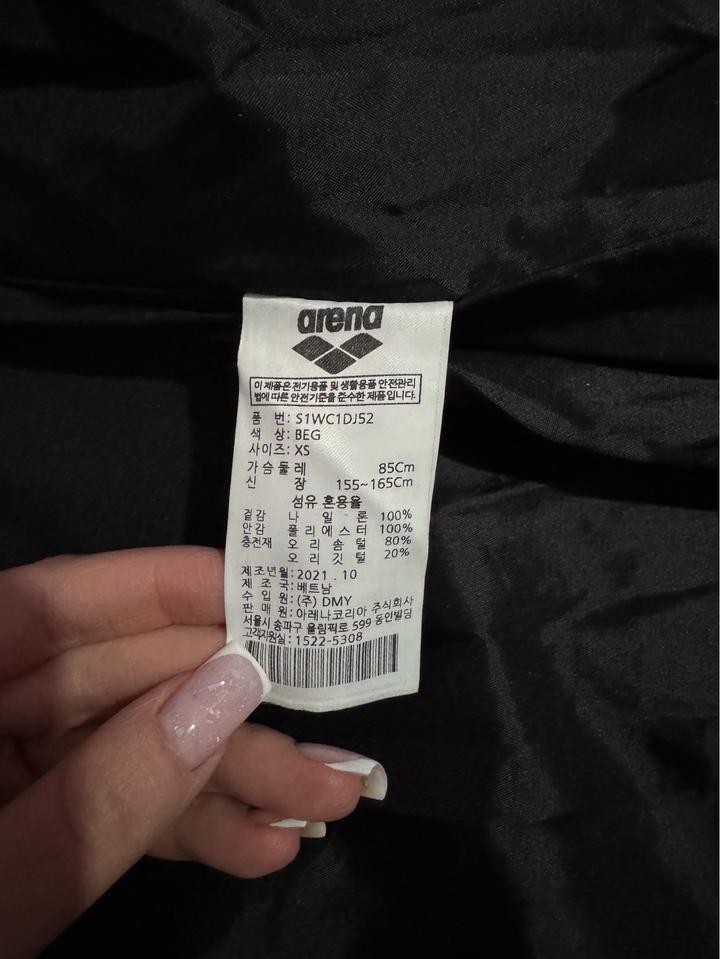 arena
이 제품은 전기용품 및 생활용품 안전관리
법에 따른 안전기준을 준수한 제품입니다.
품 번: S1WC1DJ52
색 상: BEG
사이즈: XS
가슴둘레 85Cm
신 장 155~165Cm
섬유 혼용율
겉감 나 일 론 100%
안감 폴리에스터 100%
충전재 오리솜털 80%
오리깃털 20%
제조년월: 2021 . 10
제 조 국: 베트남
수 입 원: (주) DMY
판 매 원: 아레나코리아 주식회사
서울시 송파구 올림픽로 599 동인빌딩
고객지원실: 1522-5308